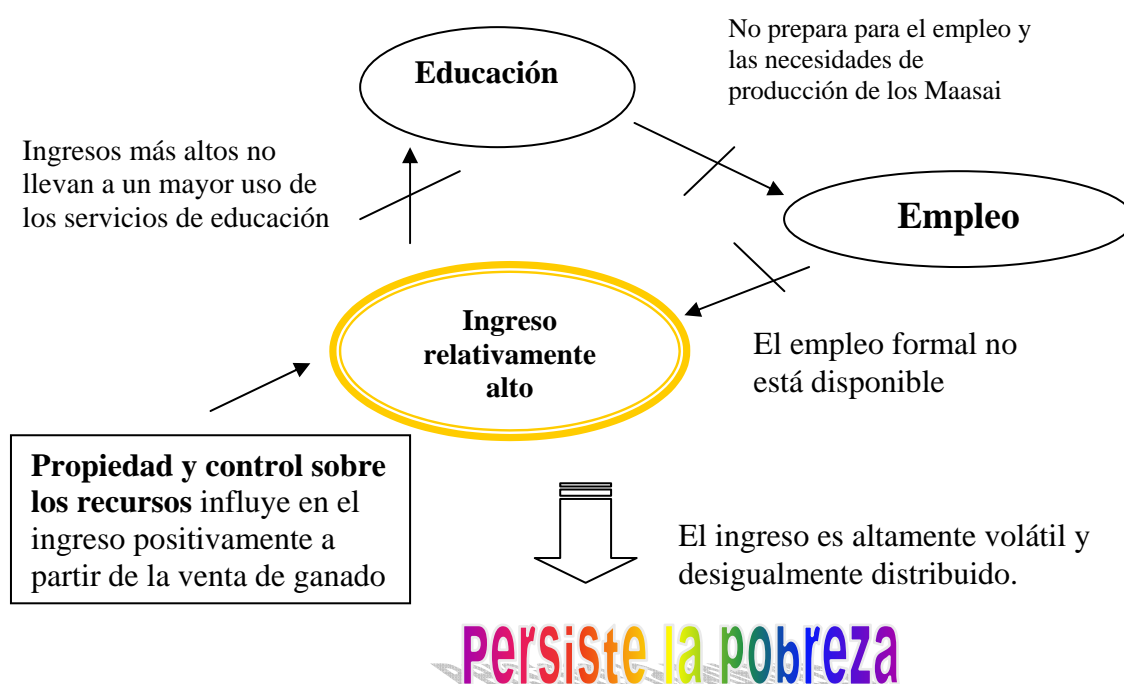 Educación
No prepara para el empleo y
las necesidades de
producción de los Maasai
Ingresos más altos no
llevan a un mayor uso de
los servicios de educación
Empleo
Ingreso
relativamente
alto
El empleo formal no
está disponible
Propiedad y control sobre
los recursos influye en el
ingreso positivamente a
partir de la venta de ganado
El ingreso es altamente volátil y
desigualmente distribuido.
Persiste la pobreza